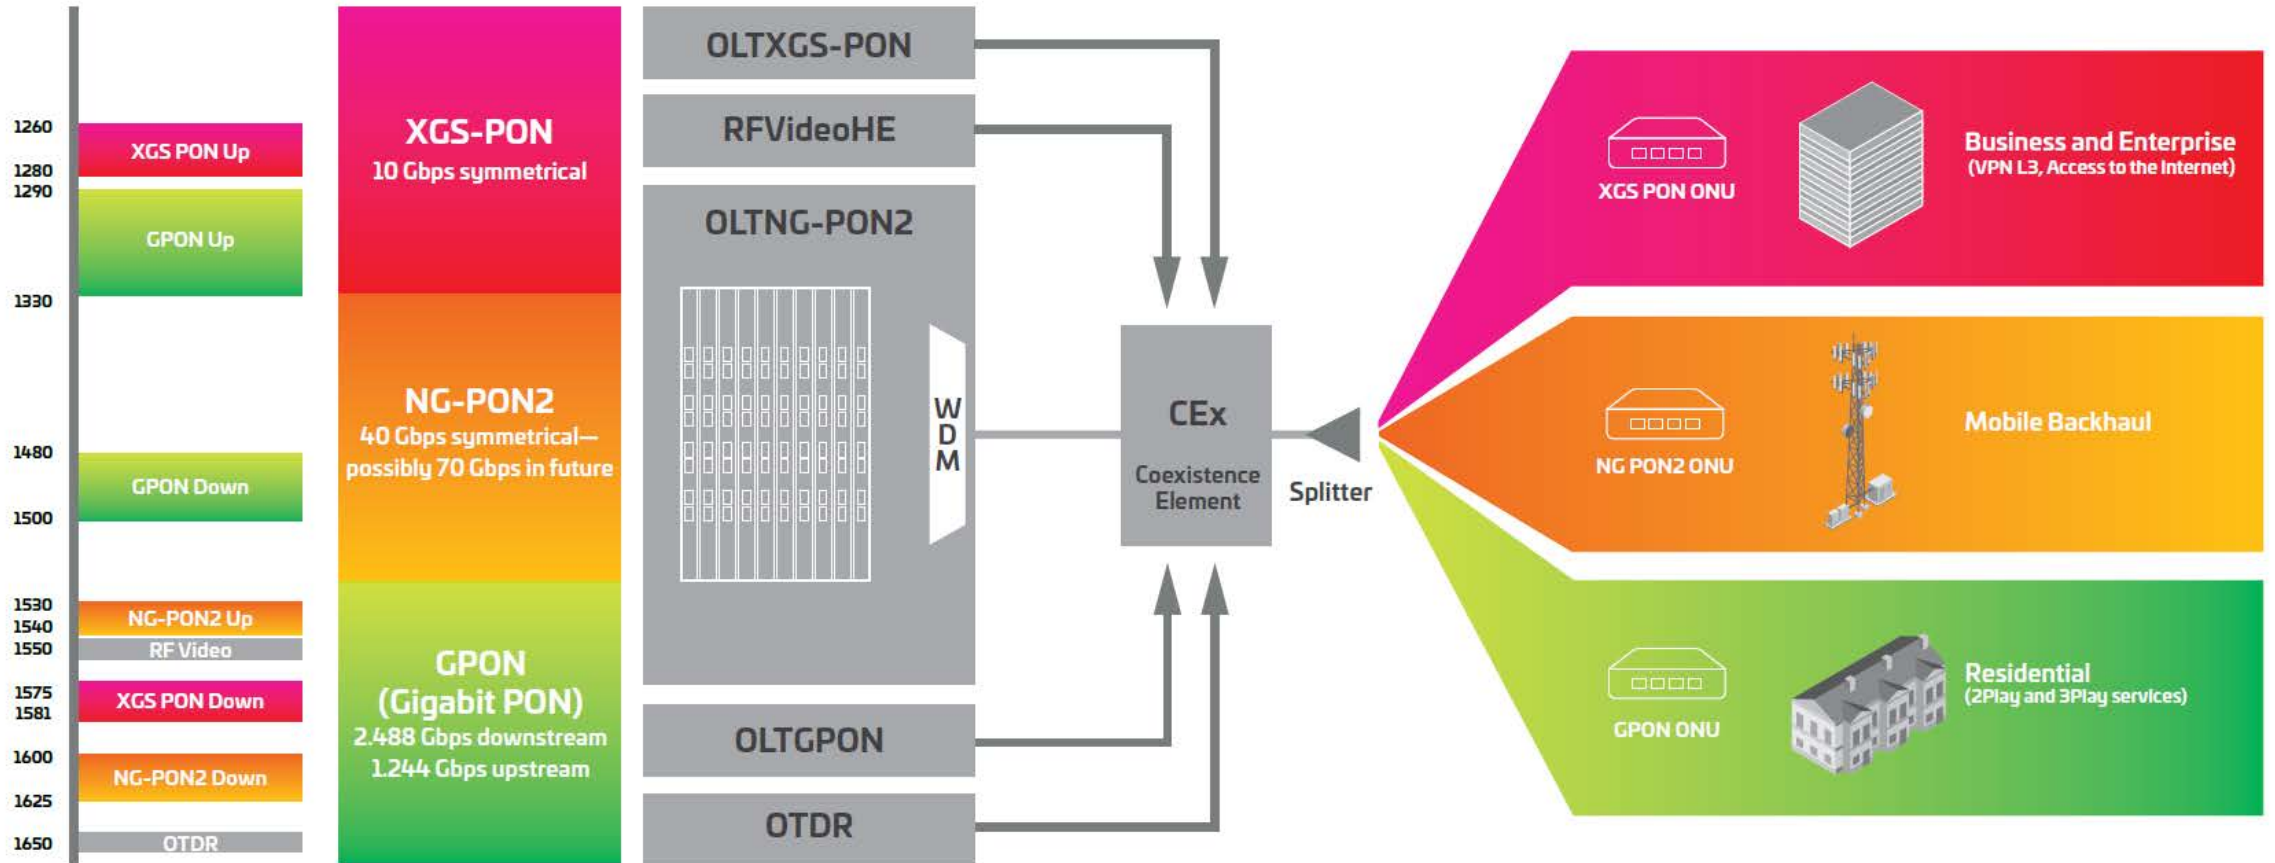 1260
1280
1290
1330
1480
1500
1530
1540
1550
1575
1581
1600
1625
1650
XGS PON Up
GPON Up
GPON Down
NG-PON2 Up
RF Video
XGS PON Down
NG-PON2 Down
OTDR
XGS-PON
10 Gbps symmetrical
NG-PON2
40 Gbps symmetrical—
possibly 70 Gbps in future
GPON
(Gigabit PON)
2.488 Gbps downstream
1.244 Gbps upstream
OLTXGS-PON
RFVideoHE
OLTNG-PON2
W
D
M
OLTGPON
OTDR
CEx
Coexistence
Element
Splitter
XGS PON ONU
Business and Enterprise
(VPN L3, Access to the Internet)
NG PON2 ONU
Mobile Backhaul
GPON ONU
Residential
(2Play and 3Play services)